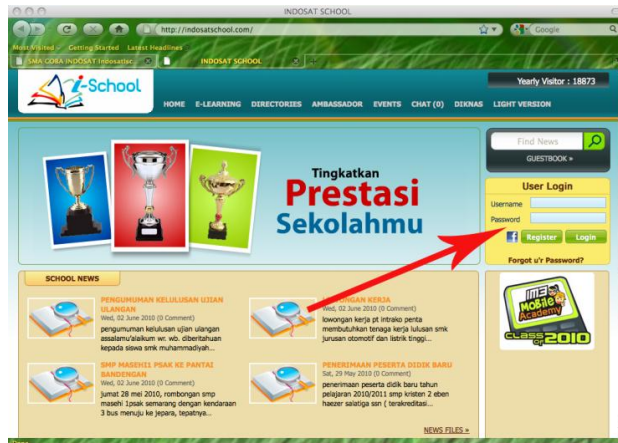 INDOSAT SCHOOL
http://indosatschool.com/
Google
Most Visited Getting Started Latest Headlines
SMA COBA INDOSAT Indosatsc...
INDOSAT SCHOOL
i-School
Yearly Visitor : 18873
HOME E-LEARNING DIRECTORIES AMBASSADOR EVENTS CHAT (0) DIKNAS LIGHT VERSION
Find News
GUESTBOOK »
Tingkatkan
Prestasi
Sekolahmu
User Login
Username
Password
f Register Login
Forgot u'r Password?
SCHOOL NEWS
PENGUMUMAN KELULUSAN UJIAN
ULANGAN
Wed, 02 June 2010 (0 Comment)
pengumuman kelulusan ujian ulangan
assalamu'alaikum wr. wb. diberitahuan
kepada siswa smk muhammadiyah...
KERJA
Wed, 02 June 2010 (0 Comment)
lowongan kerja pt intrako penta
membutuhkan tenaga kerja lulusan smk
jurusan otomotif dan listrik tinggi...
SMP MASEHI1 PSAK KE PANTAI
BANDENGAN
Wed, 02 June 2010 (0 Comment)
jumat 28 mei 2010, rombongan smp
masehi 1psak semarang dengan kendaraan
3 bus menuju ke jepara, tepatnya...
PENERIMAAN PESERTA DIDIK BARU
Sat, 29 May 2010 (0 Comment)
penerimaan peserta didik baru tahun
pelajaran 2010/2011 smp kristen 2 eben
haezer salatiga ssn ( terakreditasi...
NEWS FILES »
im3
MOBILE
Academy
CLASS OF 2010